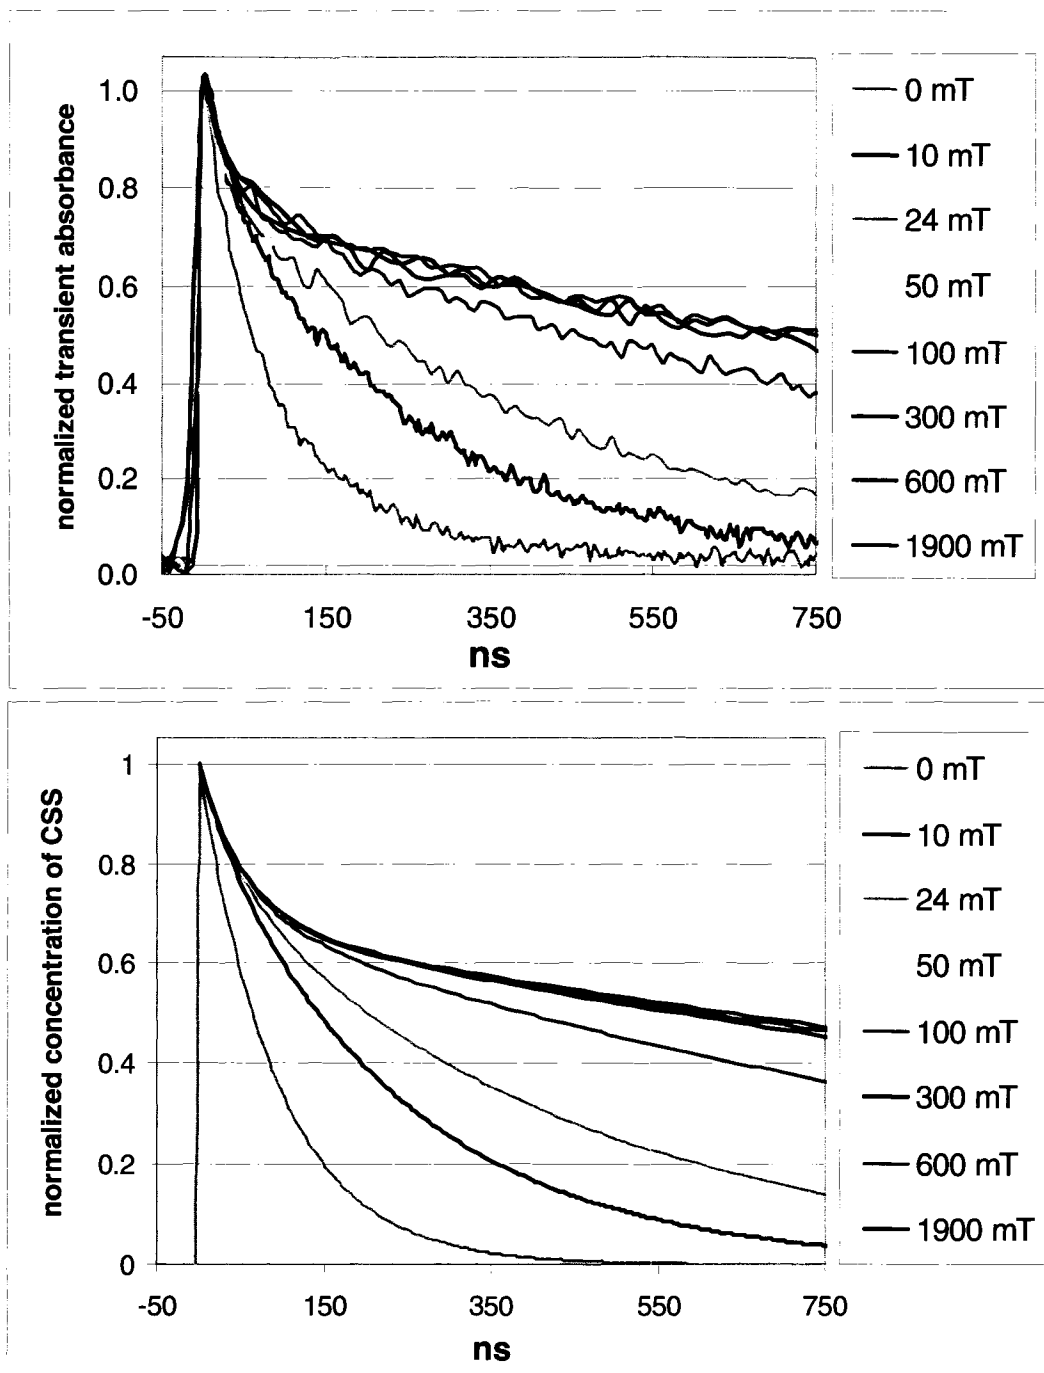 normalized transient absorbance
1.0
0.8
0.6
0.4
0.2
0.0
-50 150 350 550 750
ns
0 mT
10 mT
24 mT
50 mT
100 mT
300 mT
600 mT
1900 mT
normalized concentration of CSS
1
0.8
0.6
0.4
0.2
0
-50 150 350 550 750
ns
0 mT
10 mT
24 mT
50 mT
100 mT
300 mT
600 mT
1900 mT